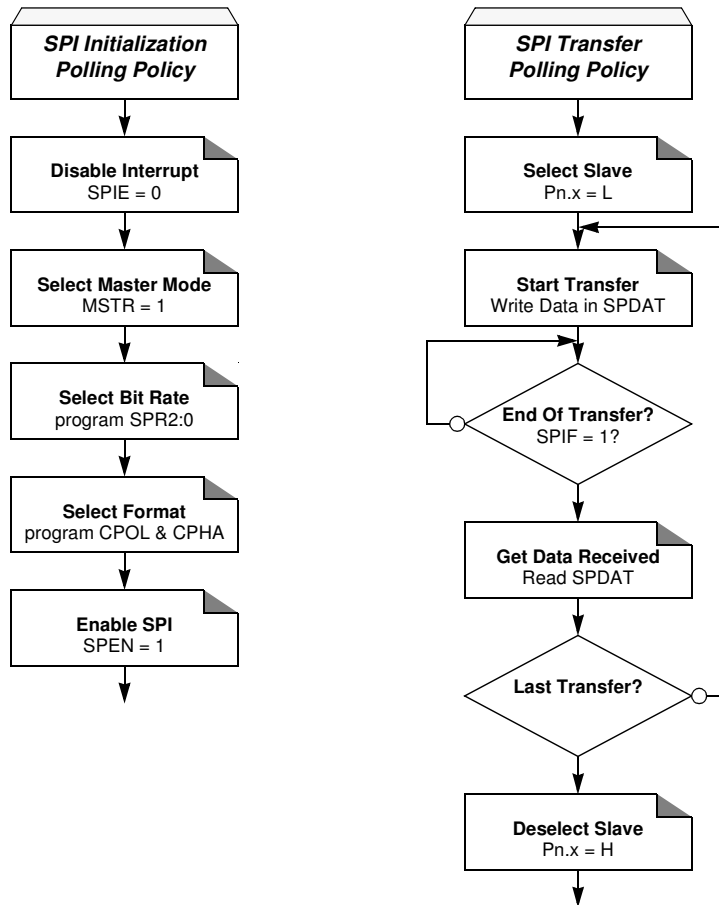 SPI Initialization
Polling Policy
Disable Interrupt
SPIE = 0
Select Master Mode
MSTR = 1
Select Bit Rate
program SPR2:0
Select Format
program CPOL & CPHA
Enable SPI
SPEN = 1
SPI Transfer
Polling Policy
Select Slave
Pn.x = L
Start Transfer
Write Data in SPDAT
End Of Transfer?
SPIF = 1?
Get Data Received
Read SPDAT
Last Transfer?
Deselect Slave
Pn.x = H